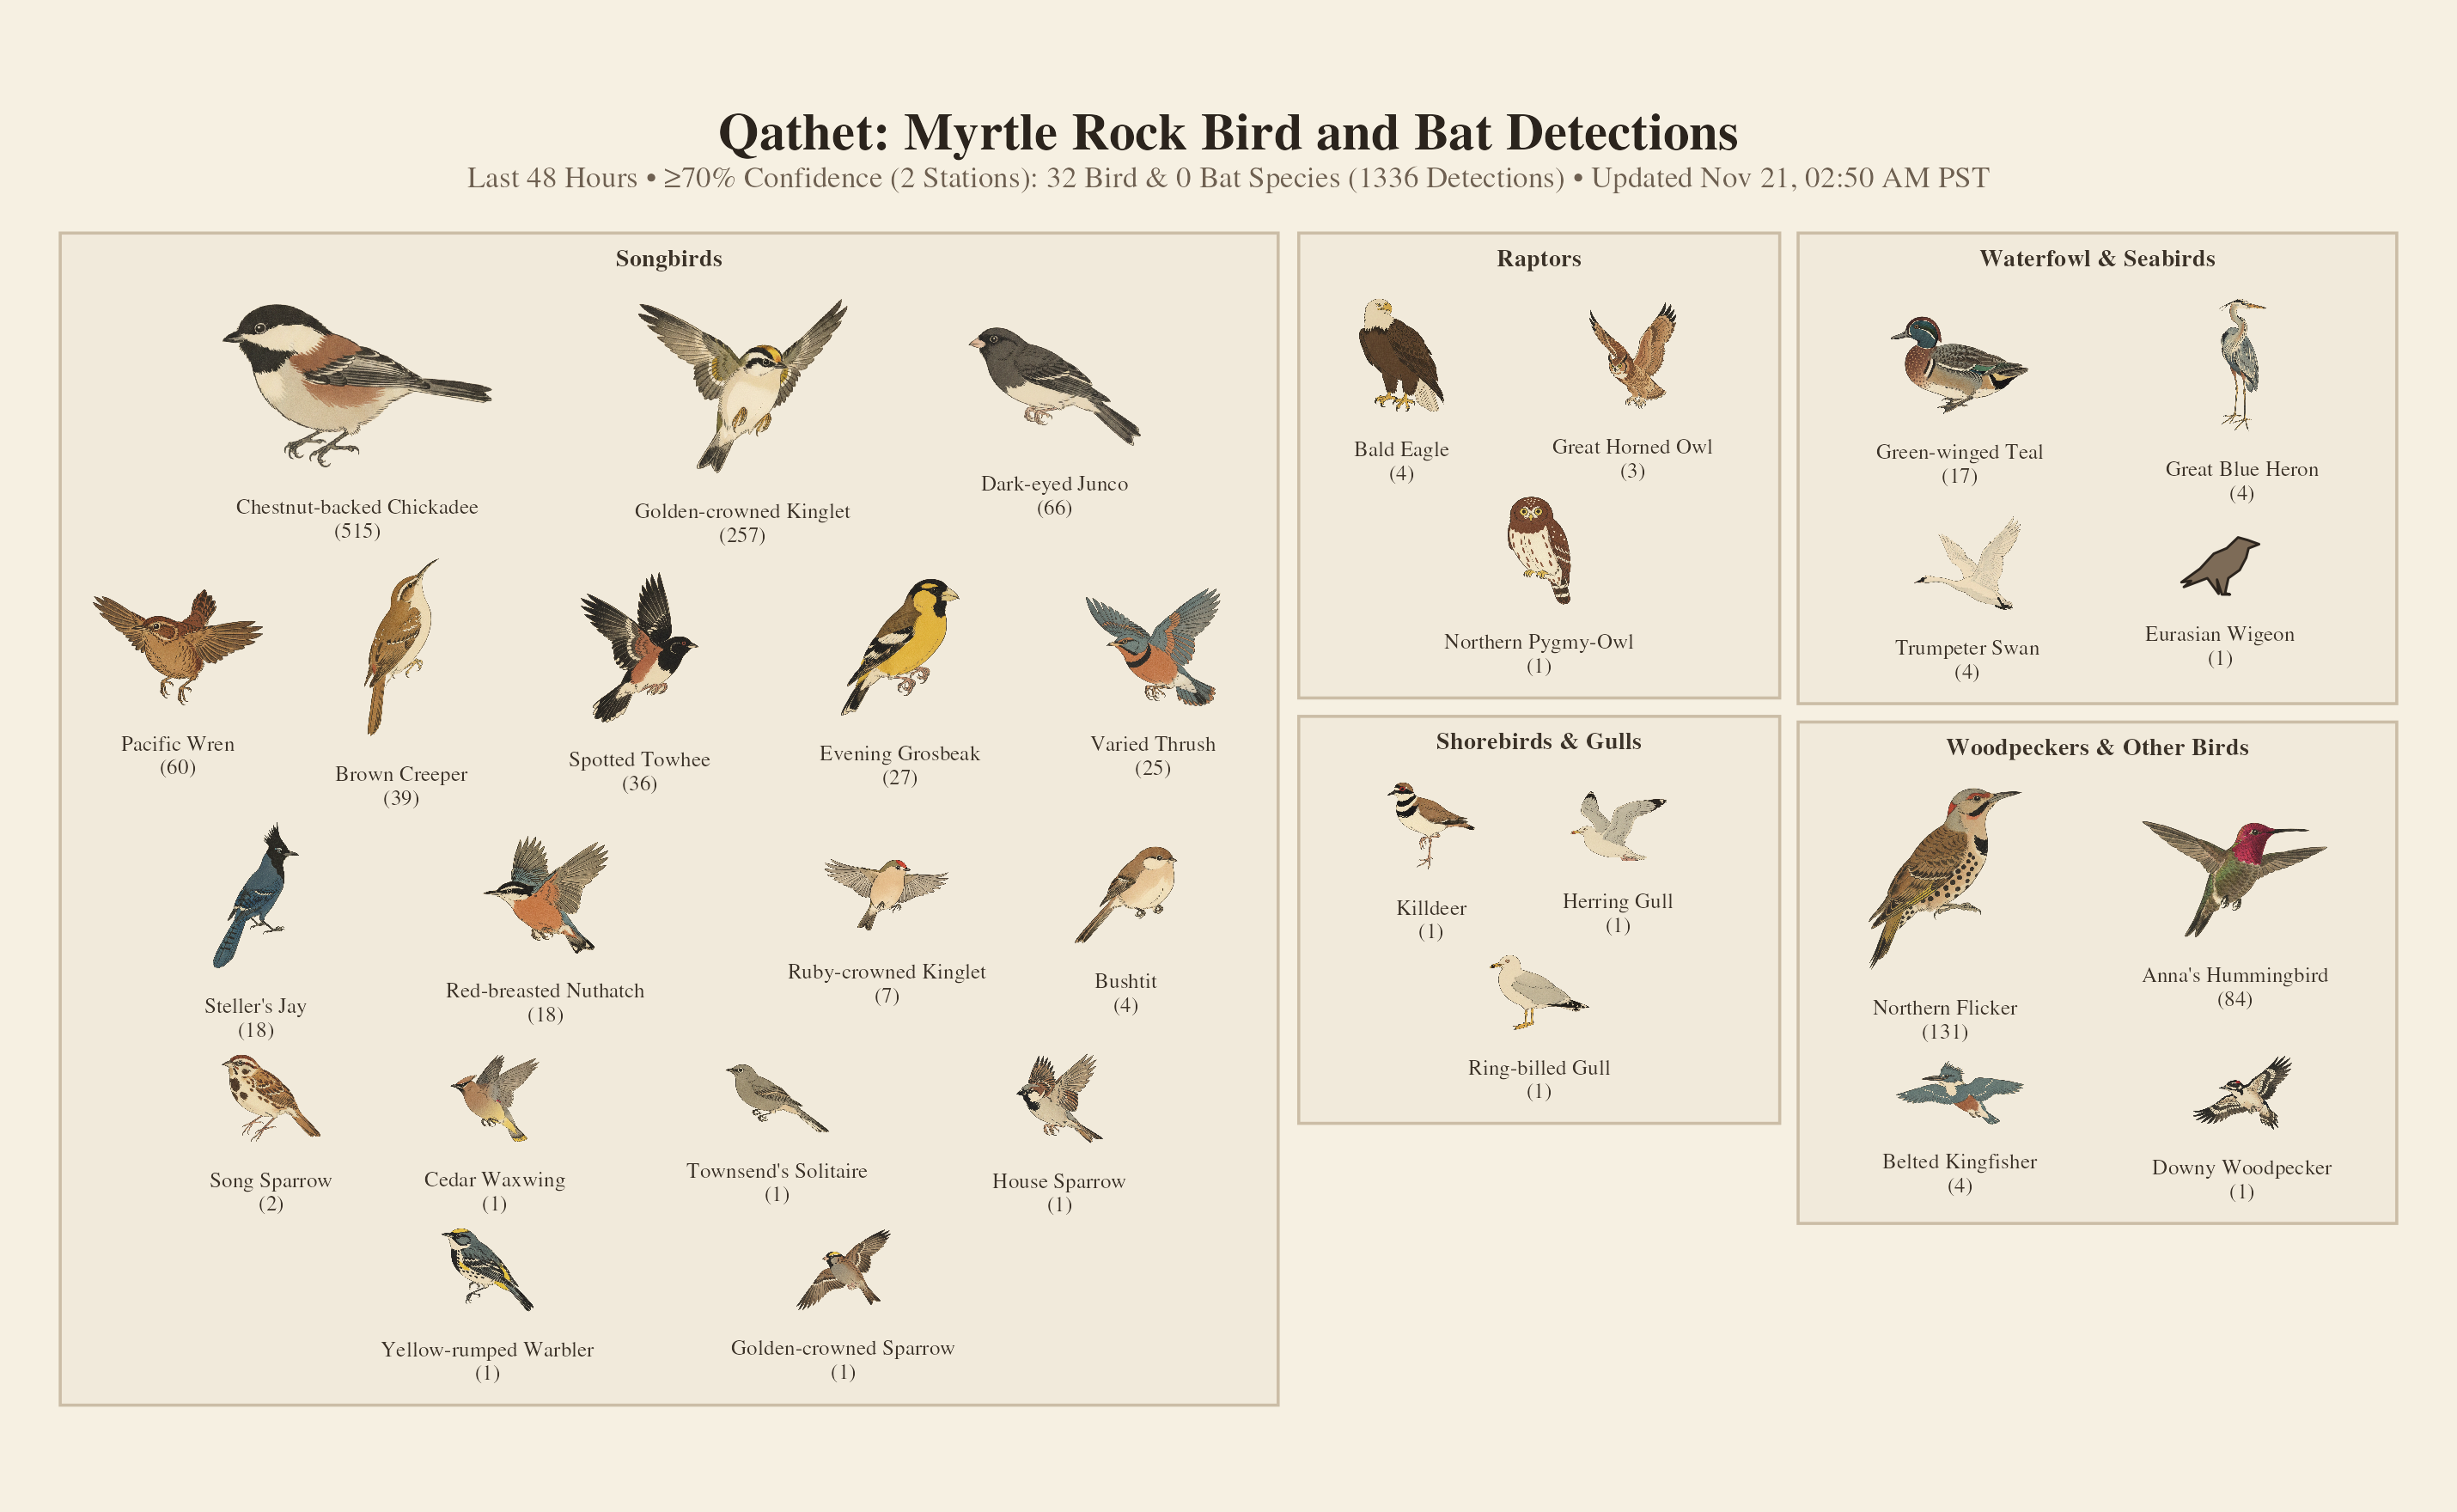 Qathet: Myrtle Rock Bird and Bat Detections
Last 48 Hours • ≥70% Confidence (2 Stations): 32 Bird & 0 Bat Species (1336 Detections) • Updated Nov 21, 02:50 AM PST
Songbirds
Chestnut-backed Chickadee
(515)
Golden-crowned Kinglet
(257)
Dark-eyed Junco
(66)
Pacific Wren
(60)
Brown Creeper
(39)
Spotted Towhee
(36)
Evening Grosbeak
(27)
Varied Thrush
(25)
Steller's Jay
(18)
Red-breasted Nuthatch
(18)
Ruby-crowned Kinglet
(7)
Bushtit
(4)
Song Sparrow
(2)
Cedar Waxwing
(1)
Townsend's Solitaire
(1)
House Sparrow
(1)
Yellow-rumped Warbler
(1)
Golden-crowned Sparrow
(1)
Raptors
Bald Eagle
(4)
Great Horned Owl
(3)
Northern Pygmy-Owl
(1)
Shorebirds & Gulls
Killdeer
(1)
Herring Gull
(1)
Ring-billed Gull
(1)
Waterfowl & Seabirds
Green-winged Teal
(17)
Great Blue Heron
(4)
Trumpeter Swan
(4)
Eurasian Wigeon
(1)
Woodpeckers & Other Birds
Northern Flicker
(131)
Anna's Hummingbird
(84)
Belted Kingfisher
(4)
Downy Woodpecker
(1)